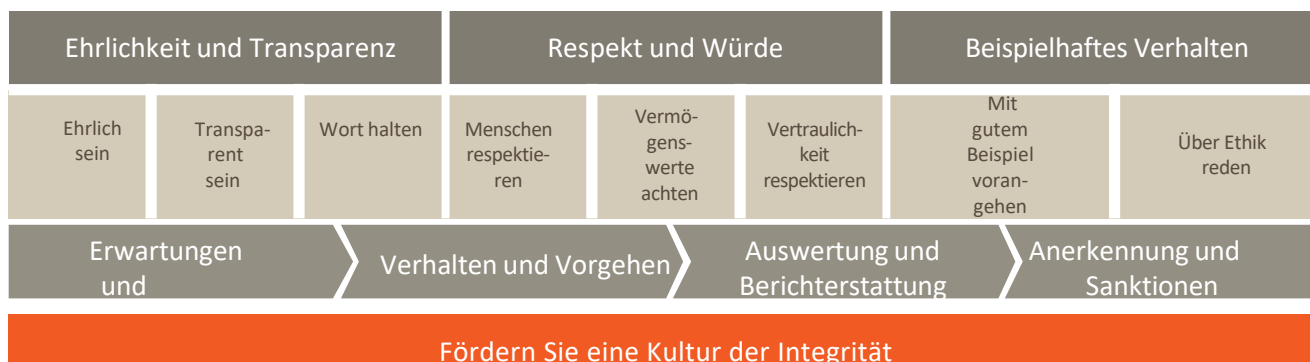 Ehrlichkeit und Transparenz
Respekt und Würde
Beispielhaftes Verhalten
Ehrlich
sein
Transpa-
rent
sein
Wort halten
Menschen
respektie-
ren
Vermö-
gens-
werte
achten
Vertraulich-
keit
respektieren
Mit
gutem
Beispiel
voran-
gehen
Über Ethik
reden
Erwartungen
und
Verhalten und Vorgehen
Auswertung und
Berichterstattung
Anerkennung und
Sanktionen
Fördern Sie eine Kultur der Integrität